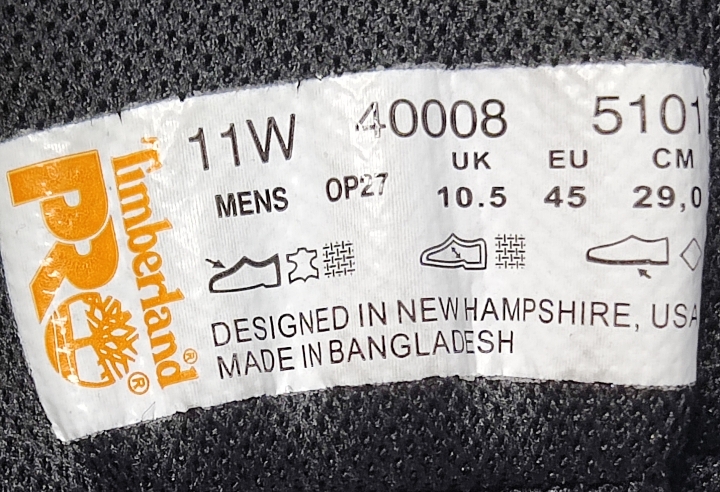 Timberland®
PRO®
11W 40008 5101
UK EU CM
MENS OP27 10.5 45 29,0
DESIGNED IN NEW HAMPSHIRE, USA
MADE IN BANGLADESH